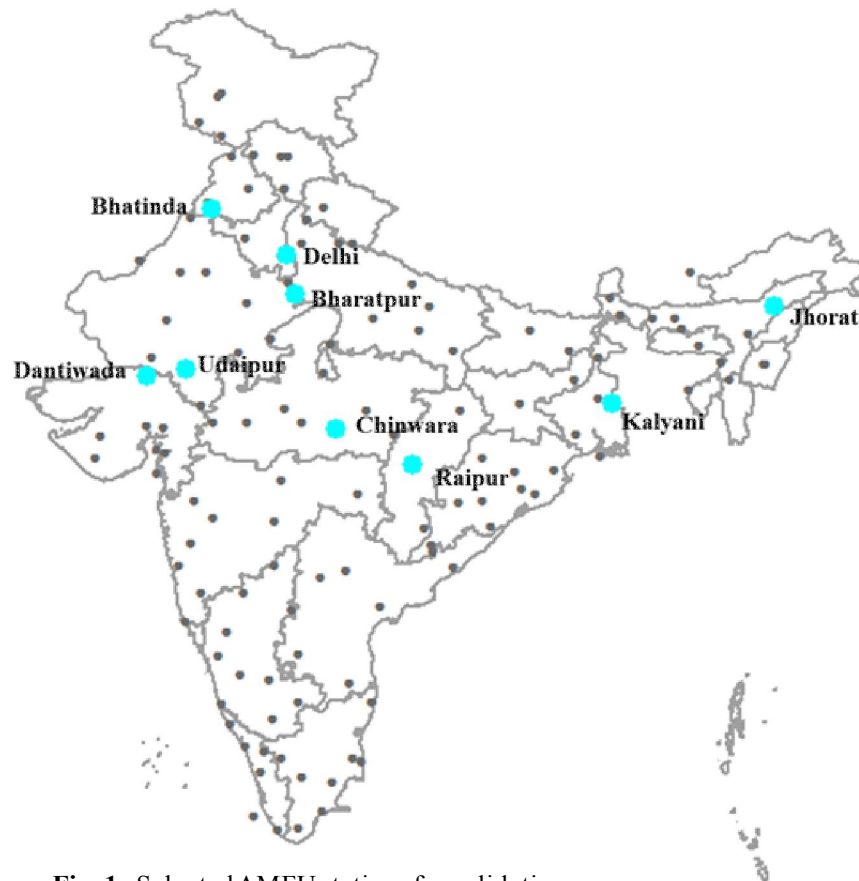 Bhatinda
Delhi
Bharatpur
Jhorat
Udaipur
Dantiwada
Chinwara
Kalyani
Raipur
Fig. 1. Selected AMFU stations for validation